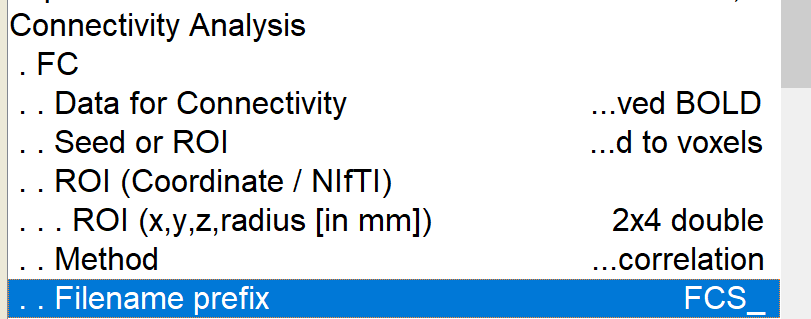 Connectivity Analysis
. FC
. . Data for Connectivity ...ved BOLD
. . Seed or ROI ...d to voxels
. . ROI (Coordinate / NIfTI)
. . . ROI (x,y,z,radius [in mm]) 2x4 double
. . Method ...correlation
. . Filename prefix FCS_